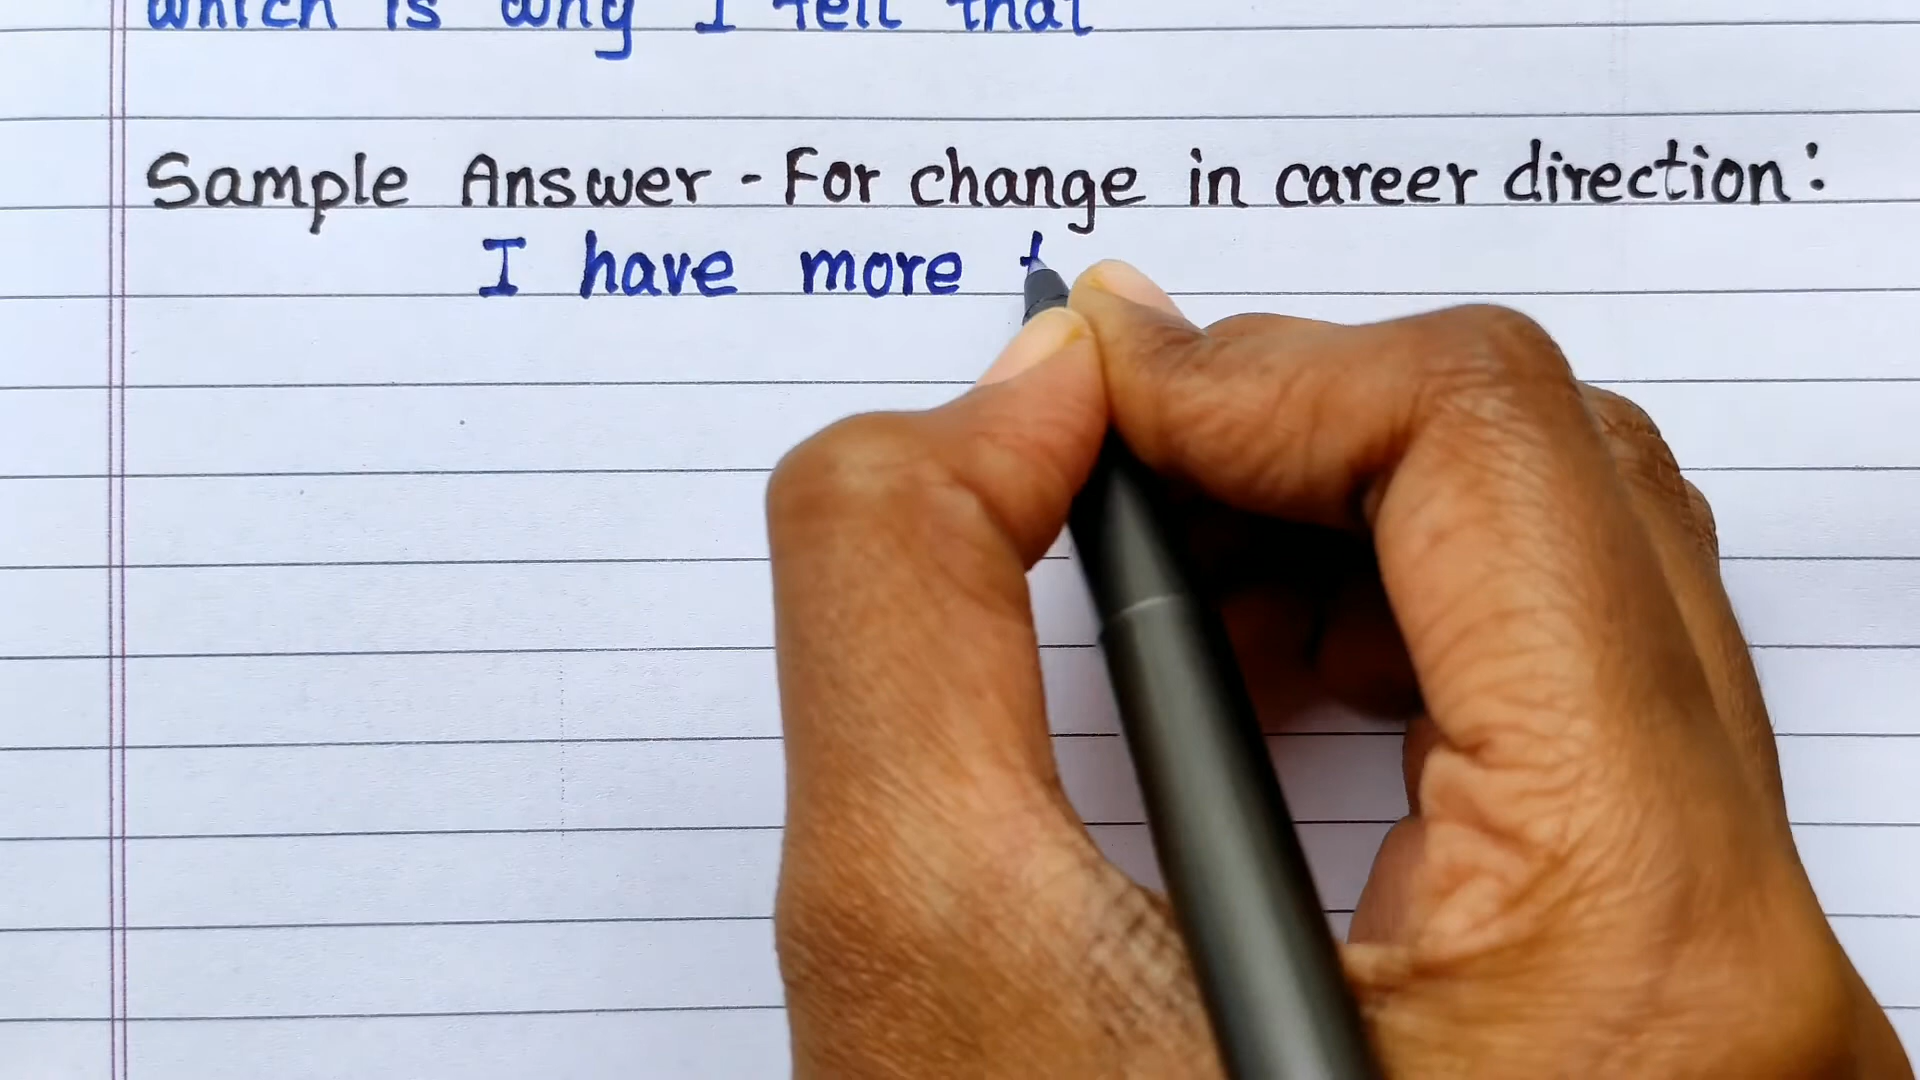 which is why I felt that
Sample Answer - For change in career direction:
I have more t